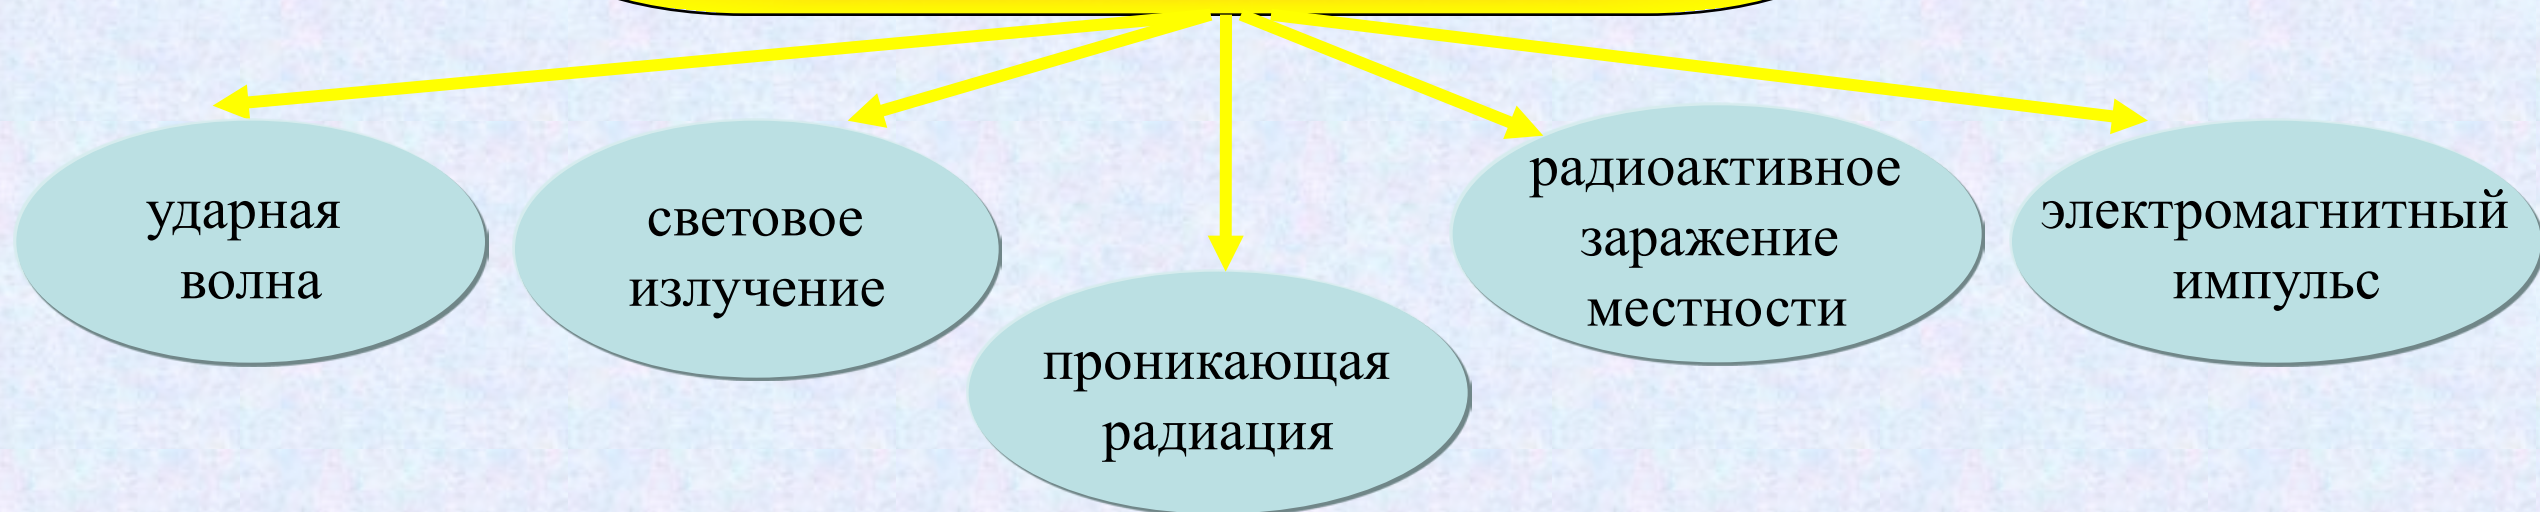 ударная
волна
световое
излучение
проникающая
радиация
радиоактивное
заражение
местности
электромагнитный
импульс